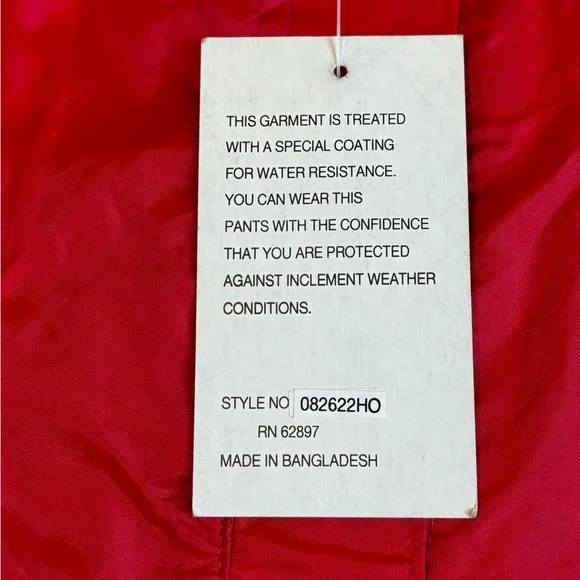 THIS GARMENT IS TREATED
WITH A SPECIAL COATING
FOR WATER RESISTANCE.
YOU CAN WEAR THIS
PANTS WITH THE CONFIDENCE
THAT YOU ARE PROTECTED
AGAINST INCLEMENT WEATHER
CONDITIONS.
STYLE NO 082622HO
RN 62897
MADE IN BANGLADESH